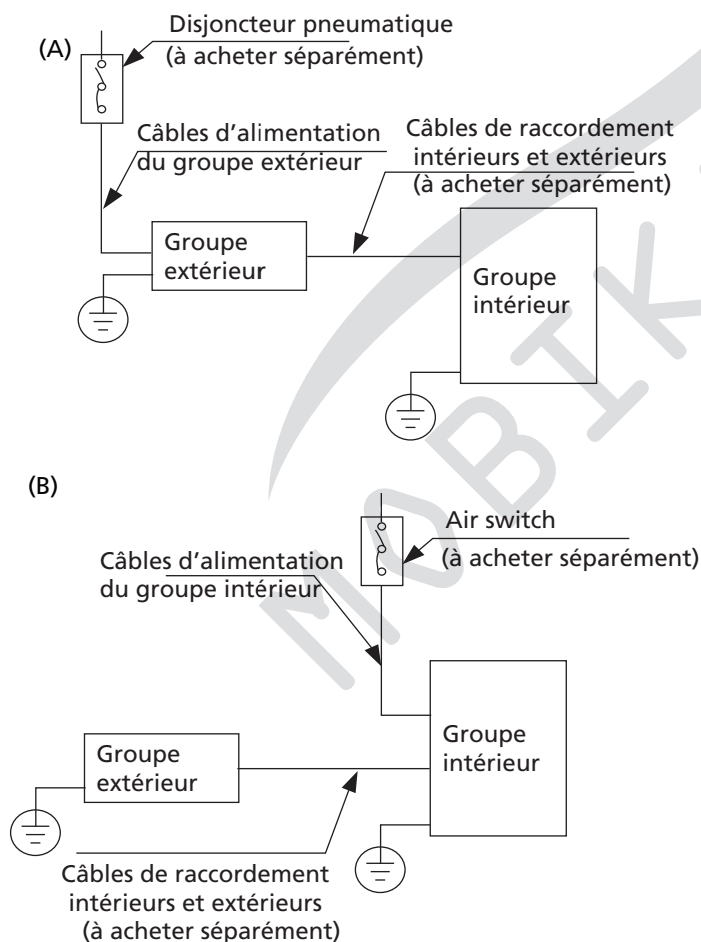 (A)
Disjoncteur pneumatique
(à acheter séparément)
Câbles d'alimentation
du groupe extérieur
Câbles de raccordement
intérieurs et extérieurs
(à acheter séparément)
Groupe
extérieur
Groupe
intérieur
(B)
Air switch
(à acheter séparément)
Câbles d'alimentation
du groupe intérieur
Groupe
intérieur
Groupe
extérieur
Câbles de raccordement
intérieurs et extérieurs
(à acheter séparément)
MOBIK